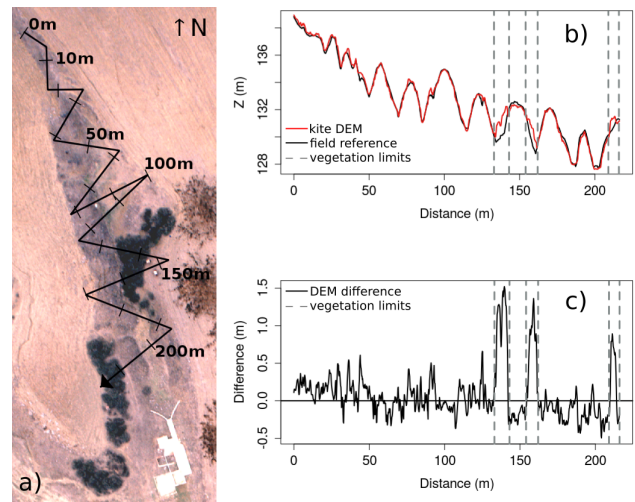 0m
↑N
10m
50m
100m
150m
200m
a)
b)
Z (m)
136
132
128
kite DEM
field reference
vegetation limits
0
50
100
150
200
Distance (m)
c)
Difference (m)
1.5
1.0
0.5
0.0
-0.5
DEM difference
vegetation limits
0
50
100
150
200
Distance (m)